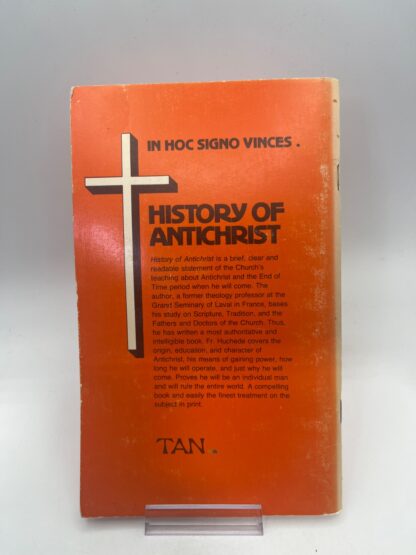 IN HOC SIGNO VINCES .
HISTORY OF
ANTICHRIST
History of Antichrist is a brief, clear and
readable statement of the Church's
teaching about Antichrist and the End of
Time period when he will come. The
author, a former theology professor at the
Grand Seminary of Laval in France, bases
his study on Scripture, Tradition, and the
Fathers and Doctors of the Church. Thus,
he has written a most authoritative and
intelligible book. Fr. Huchede covers the
origin, education, and character of
Antichrist, his means of gaining power, how
long he will operate, and just why he will
come. Proves he will be an individual man
and will rule the entire world. A compelling
book and easily the finest treatment on the
subject in print.
TAN .